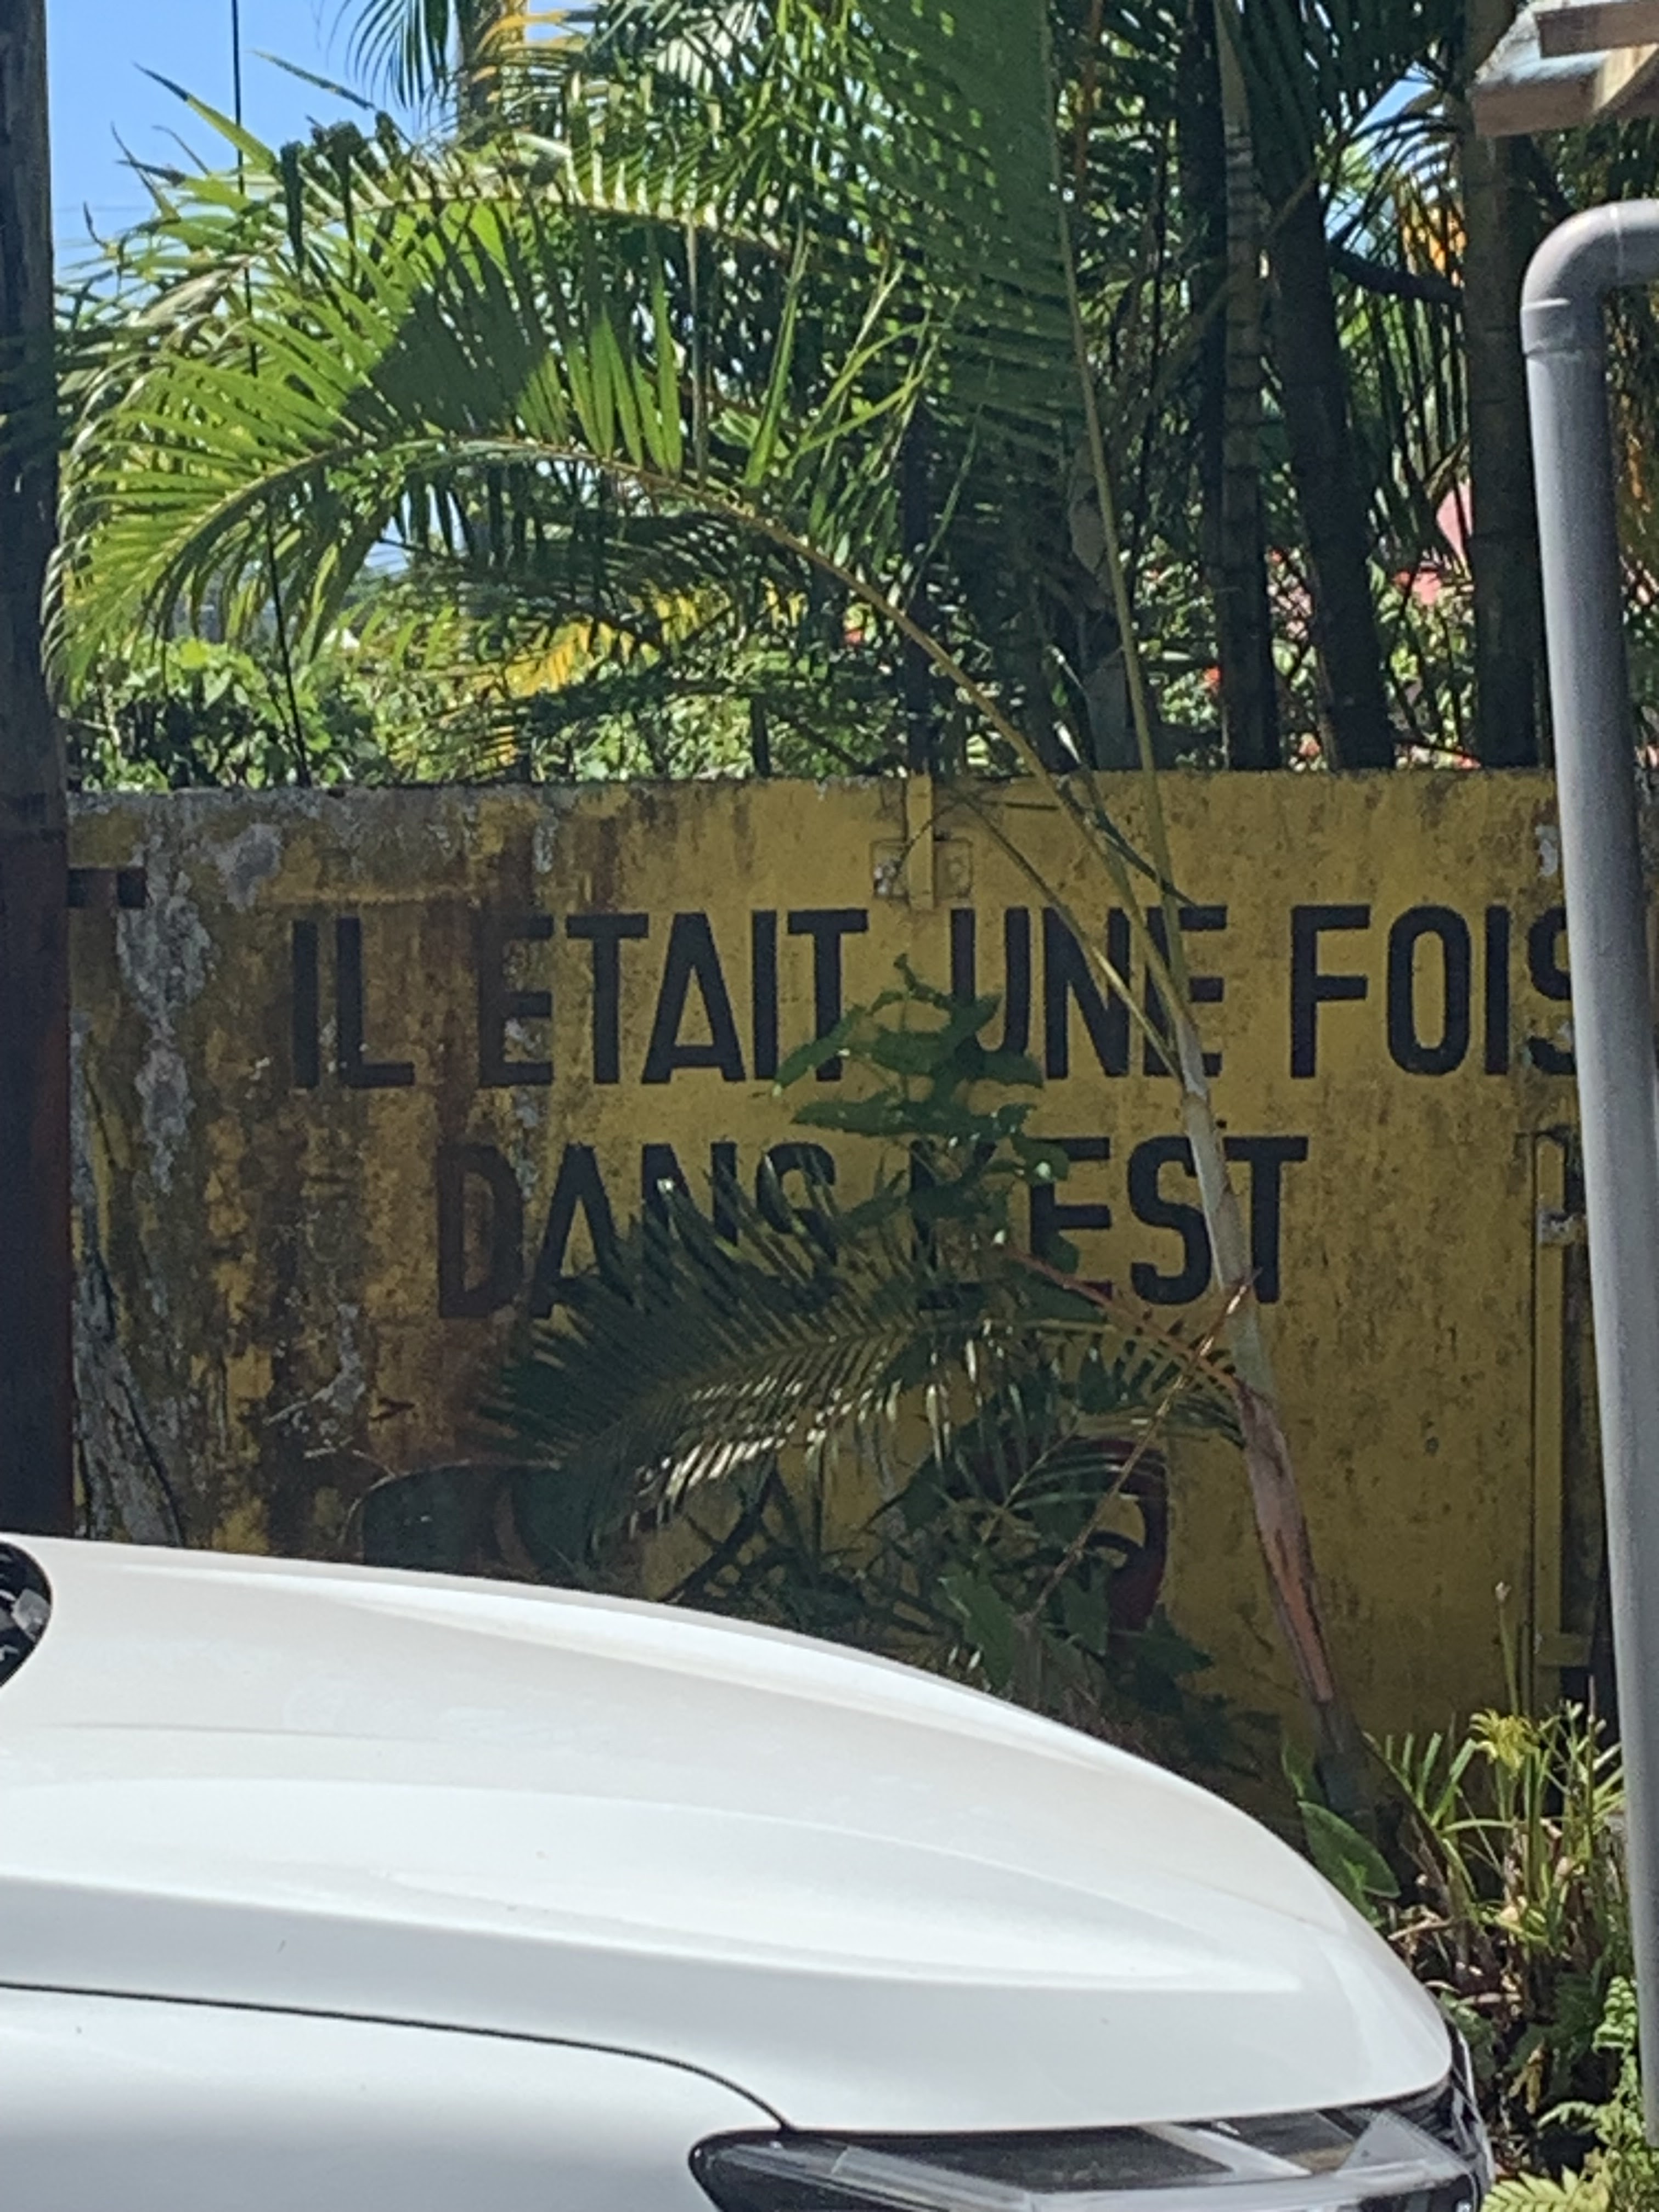 IL ETAIT UNE FOIS
DANS L'EST